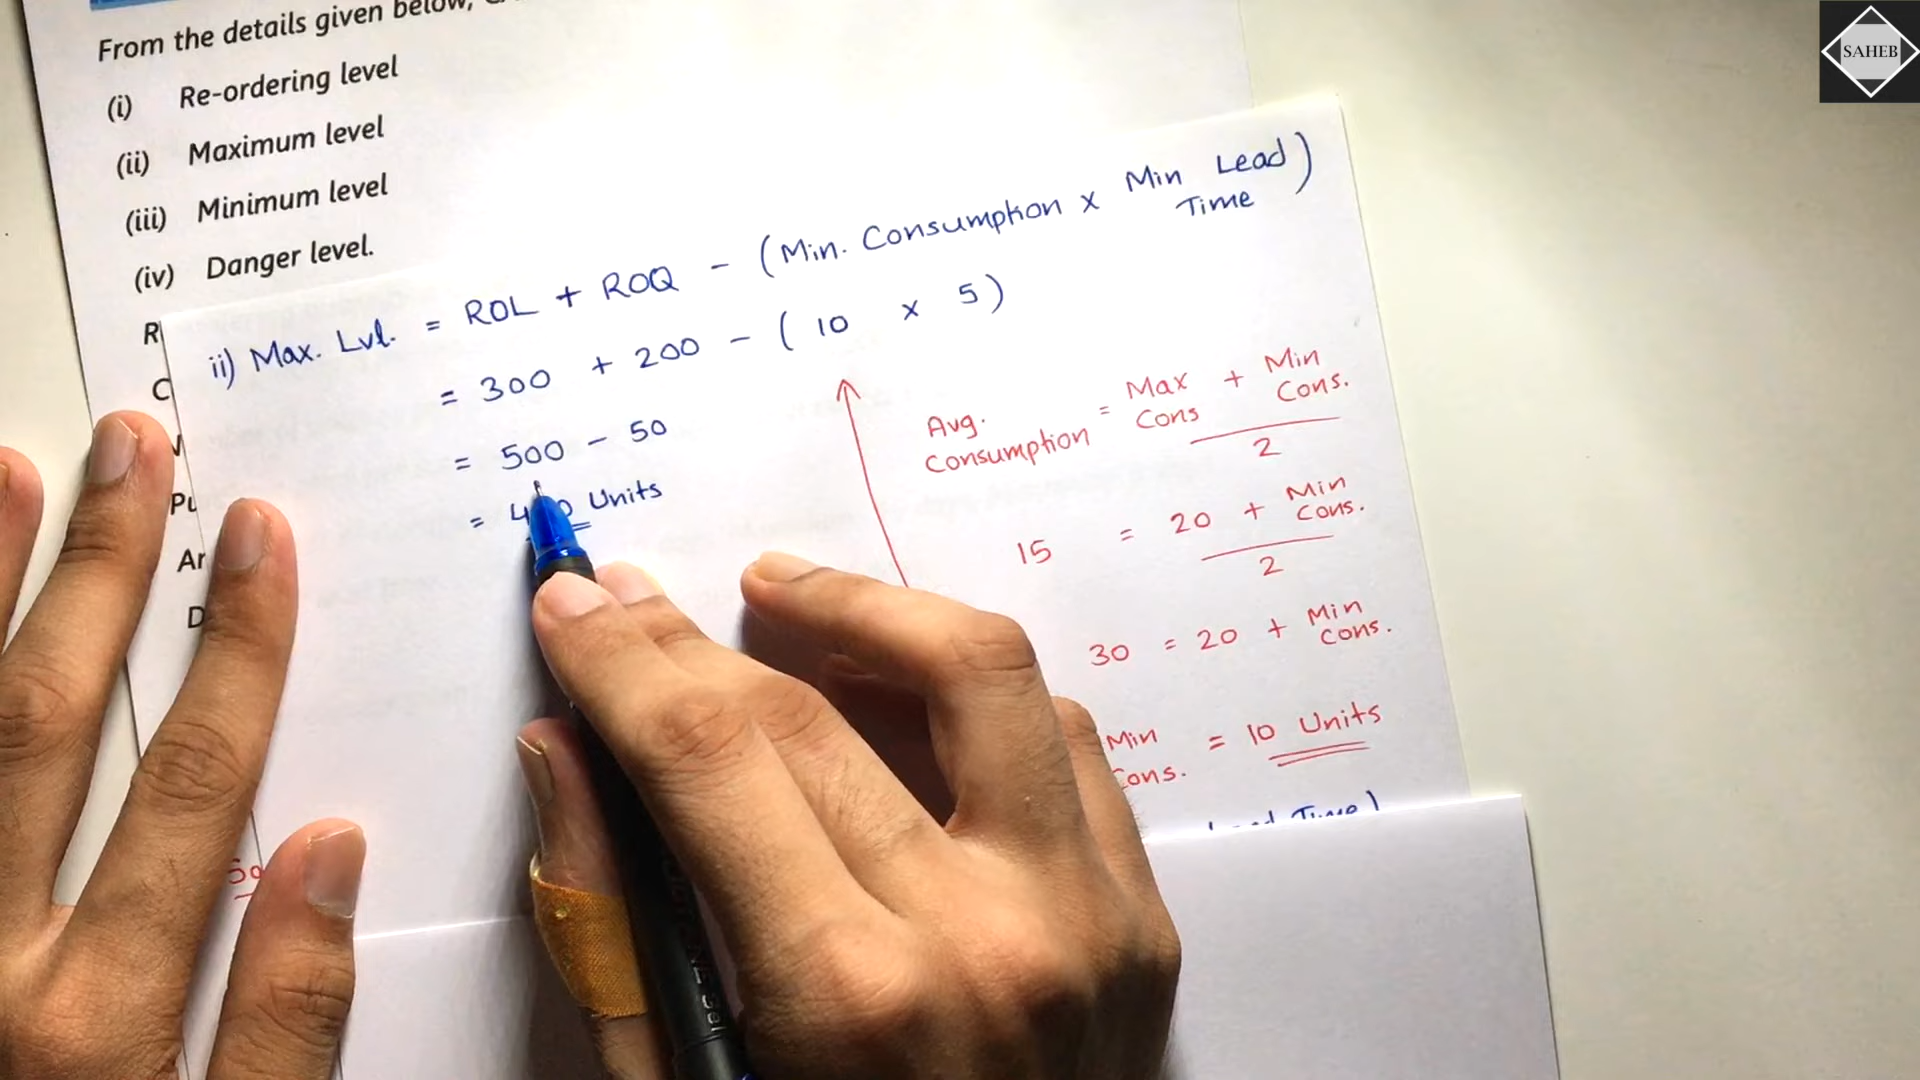 From the details given below,
(i) Re-ordering level
(ii) Maximum level
(iii) Minimum level
(iv) Danger level.
ii) Max. Lvl. = ROL + ROQ - (Min. Consumption x Min Lead Time)
= 300 + 200 - ( 10 x 5 )
= 500 - 50
= Units
Avg. Consumption = Max Cons + Min Cons.
2
15 = 20 + Min Cons.
2
30 = 20 + Min Cons.
Min Cons. = 10 Units
Time)
SAHEB